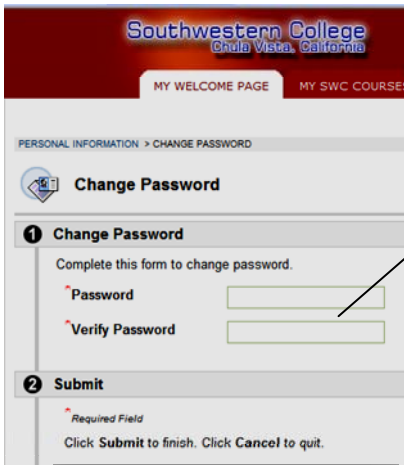 Southwestern College
Chula Vista, California
MY WELCOME PAGE MY SWC COURSES
PERSONAL INFORMATION > CHANGE PASSWORD
Change Password
1 Change Password
Complete this form to change password.
*Password
*Verify Password
2 Submit
*Required Field
Click Submit to finish. Click Cancel to quit.